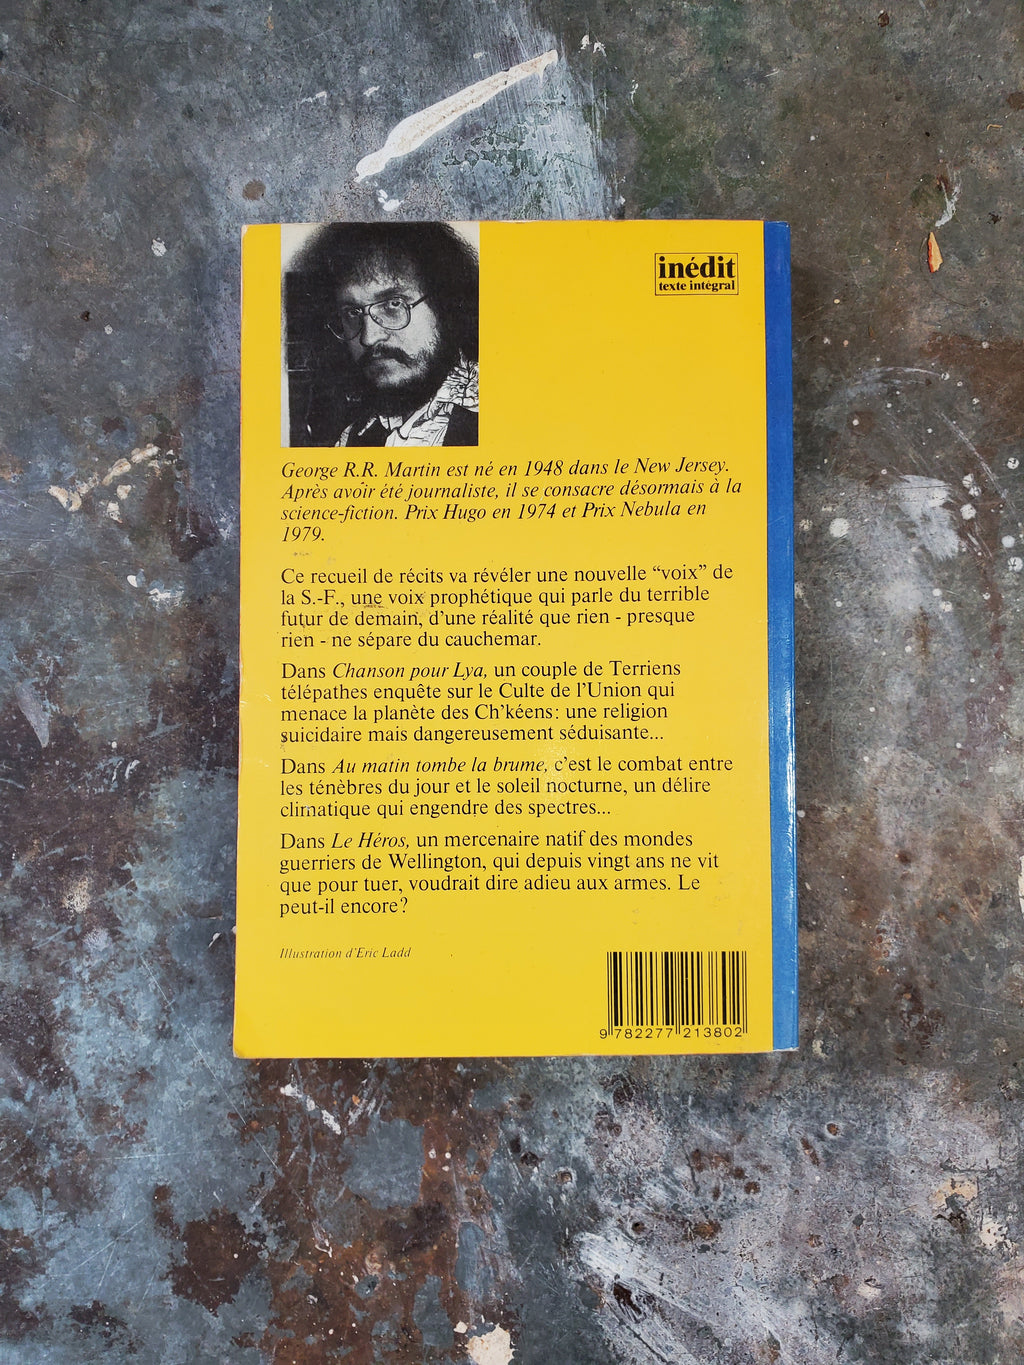 inédit
texte intégral
George R.R. Martin est né en 1948 dans le New Jersey.
Après avoir été journaliste, il se consacre désormais à la
science-fiction. Prix Hugo en 1974 et Prix Nebula en
1979.
Ce recueil de récits va révéler une nouvelle “voix” de
la S.-F., une voix prophétique qui parle du terrible
futur de demain, d’une réalité que rien - presque
rien - ne sépare du cauchemar.
Dans Chanson pour Lya, un couple de Terriens
télépathes enquête sur le Culte de l’Union qui
menace la planète des Ch’kéens: une religion
suicidaire mais dangereusement séduisante...
Dans Au matin tombe la brume, c’est le combat entre
les ténèbres du jour et le soleil nocturne, un délire
climatique qui engendre des spectres...
Dans Le Héros, un mercenaire natif des mondes
guerriers de Wellington, qui depuis vingt ans ne vit
que pour tuer, voudrait dire adieu aux armes. Le
peut-il encore?
Illustration d’Eric Ladd
9 782277 213802